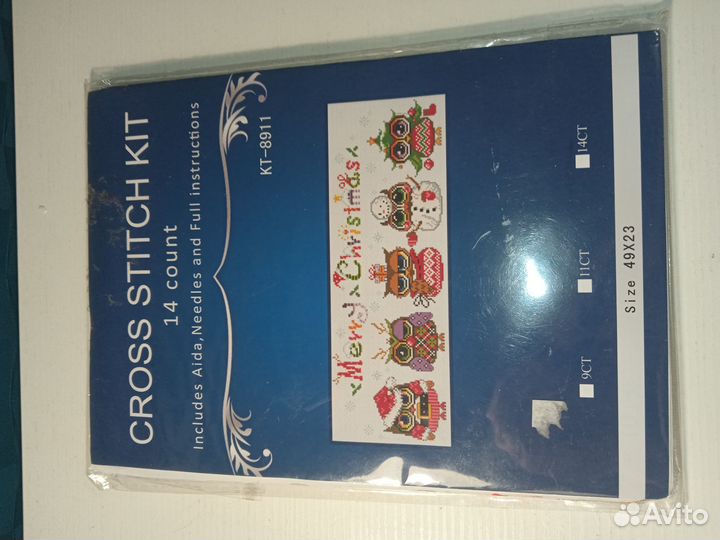 CROSS STITCH KIT
14 count
Includes Aida,Needles and Full instructions
KT-8911
Merry Christmas
9CT
11CT
14CT
Size 49X23
Avito